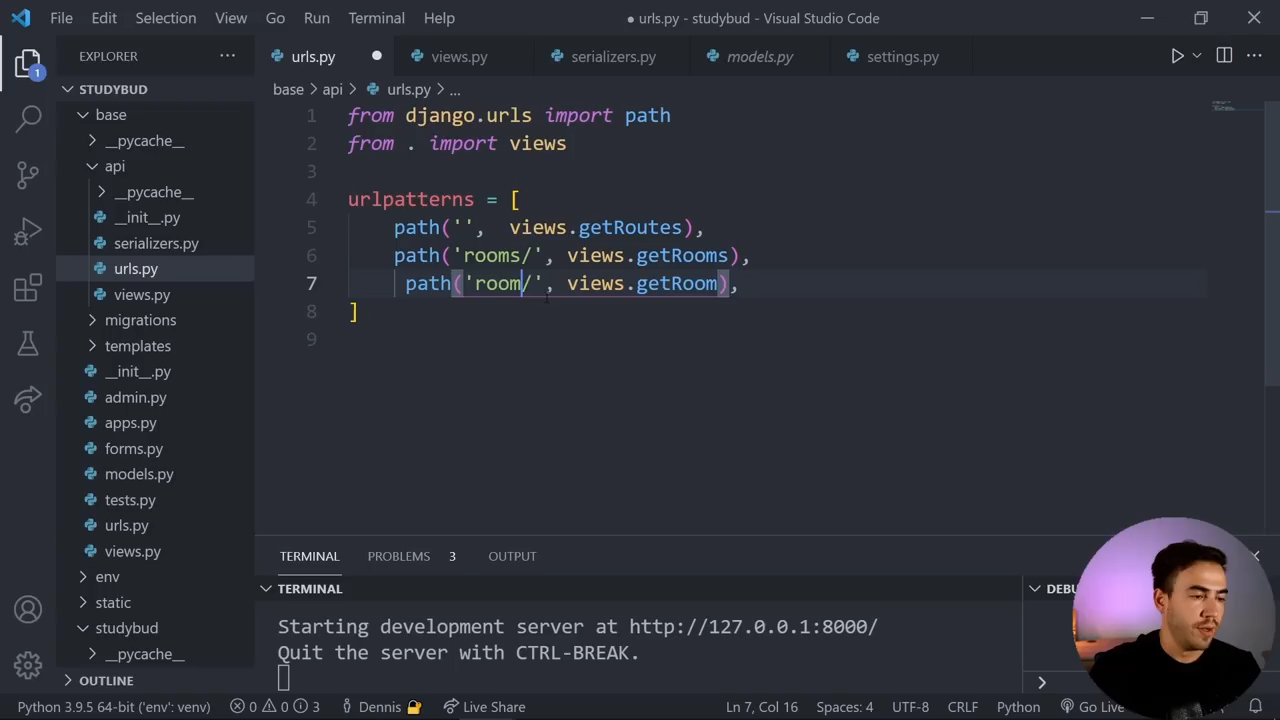 File Edit Selection View Go Run Terminal Help
● urls.py - studybud - Visual Studio Code
EXPLORER
urls.py
views.py
serializers.py
models.py
settings.py
STUDYBUD
base
__pycache__
api
__pycache__
__init__.py
serializers.py
urls.py
views.py
migrations
templates
__init__.py
admin.py
apps.py
forms.py
models.py
tests.py
urls.py
views.py
env
static
studybud
__pycache__
OUTLINE
base > api > urls.py > ...
1 from django.urls import path
2 from . import views
3
4 urlpatterns = [
5 path('', views.getRoutes),
6 path('rooms/', views.getRooms),
7 path('room/', views.getRoom),
8 ]
9
TERMINAL PROBLEMS 3 OUTPUT
TERMINAL
Starting development server at http://127.0.0.1:8000/
Quit the server with CTRL-BREAK.
1
Python 3.9.5 64-bit ('env': venv) 0 0 3 Dennis Live Share Ln 7, Col 16 Spaces: 4 UTF-8 CRLF Python Go Live